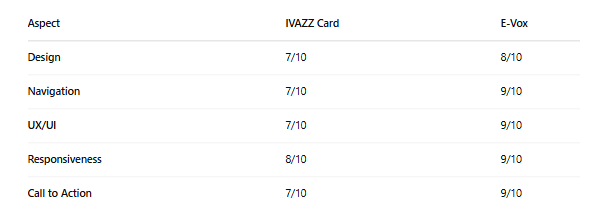 Aspect IVAZZ Card E-Vox
Design 7/10 8/10
Navigation 7/10 9/10
UX/UI 7/10 9/10
Responsiveness 8/10 9/10
Call to Action 7/10 9/10